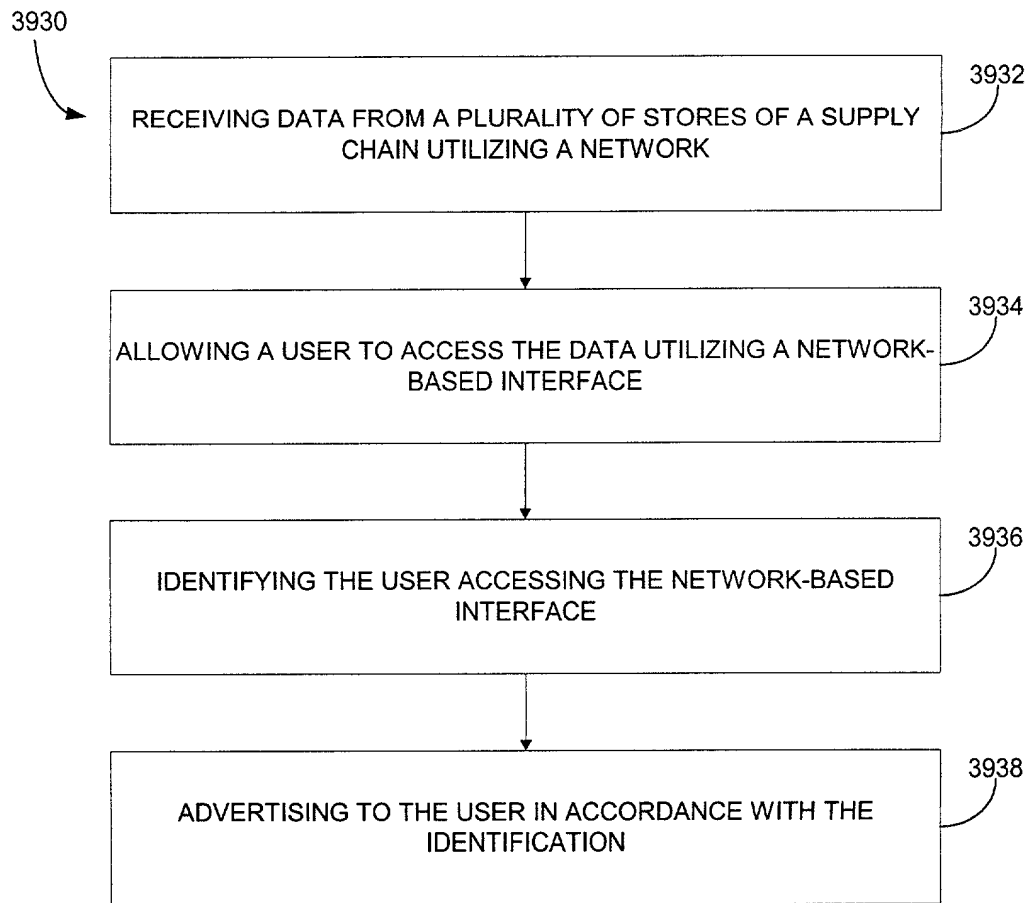 3930
3932
RECEIVING DATA FROM A PLURALITY OF STORES OF A SUPPLY
CHAIN UTILIZING A NETWORK
3934
ALLOWING A USER TO ACCESS THE DATA UTILIZING A NETWORK-
BASED INTERFACE
3936
IDENTIFYING THE USER ACCESSING THE NETWORK-BASED
INTERFACE
3938
ADVERTISING TO THE USER IN ACCORDANCE WITH THE
IDENTIFICATION